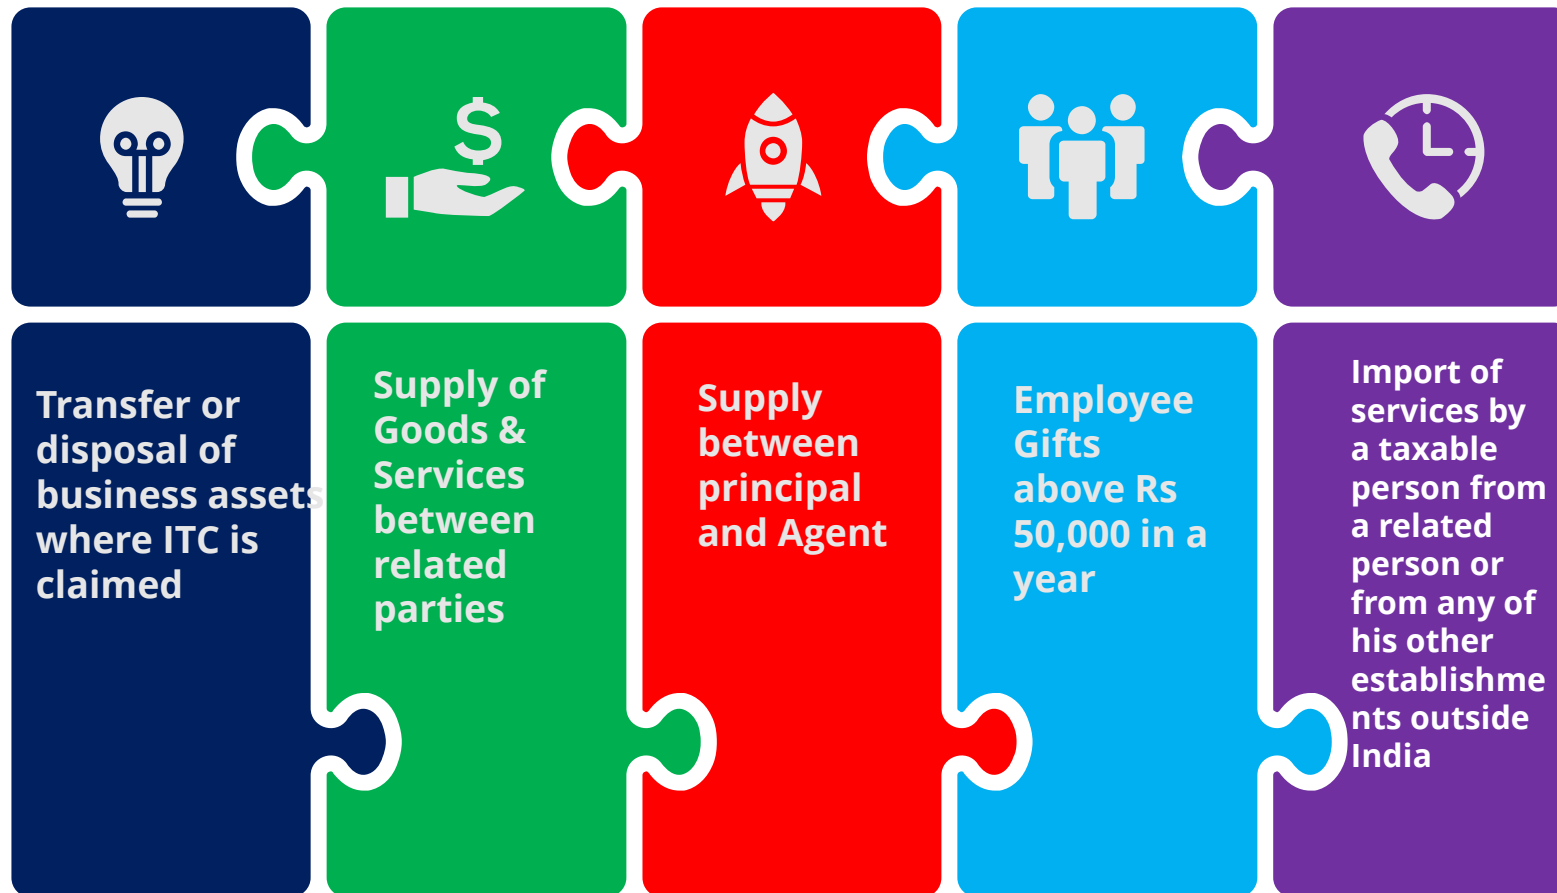 Transfer or
disposal of
business assets
where ITC is
claimed
Supply of
Goods &
Services
between
related
parties
Supply
between
principal
and Agent
Employee
Gifts
above Rs
50,000 in a
year
Import of
services by
a taxable
person from
a related
person or
from any of
his other
establishme
nts outside
India